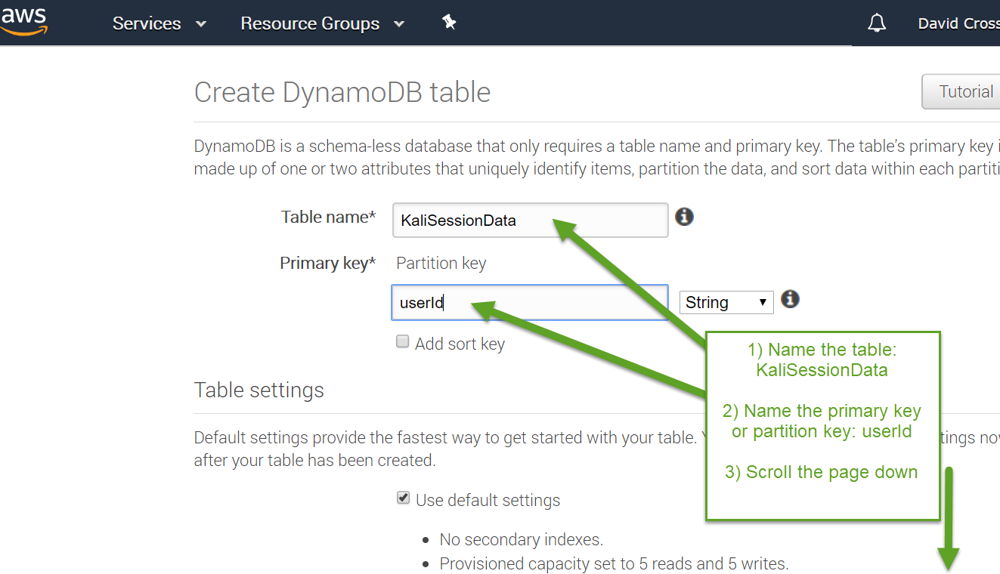 aws
Services
Resource Groups
David Cross
Create DynamoDB table
Tutorial
DynamoDB is a schema-less database that only requires a table name and primary key. The table's primary key i
made up of one or two attributes that uniquely identify items, partition the data, and sort data within each partiti
Table name*
KaliSessionData
Primary key*
Partition key
userId
String
Add sort key
1) Name the table:
KaliSessionData
2) Name the primary key
or partition key: userId
3) Scroll the page down
Table settings
Default settings provide the fastest way to get started with your table. tings now
after your table has been created.
Use default settings
No secondary indexes.
Provisioned capacity set to 5 reads and 5 writes.